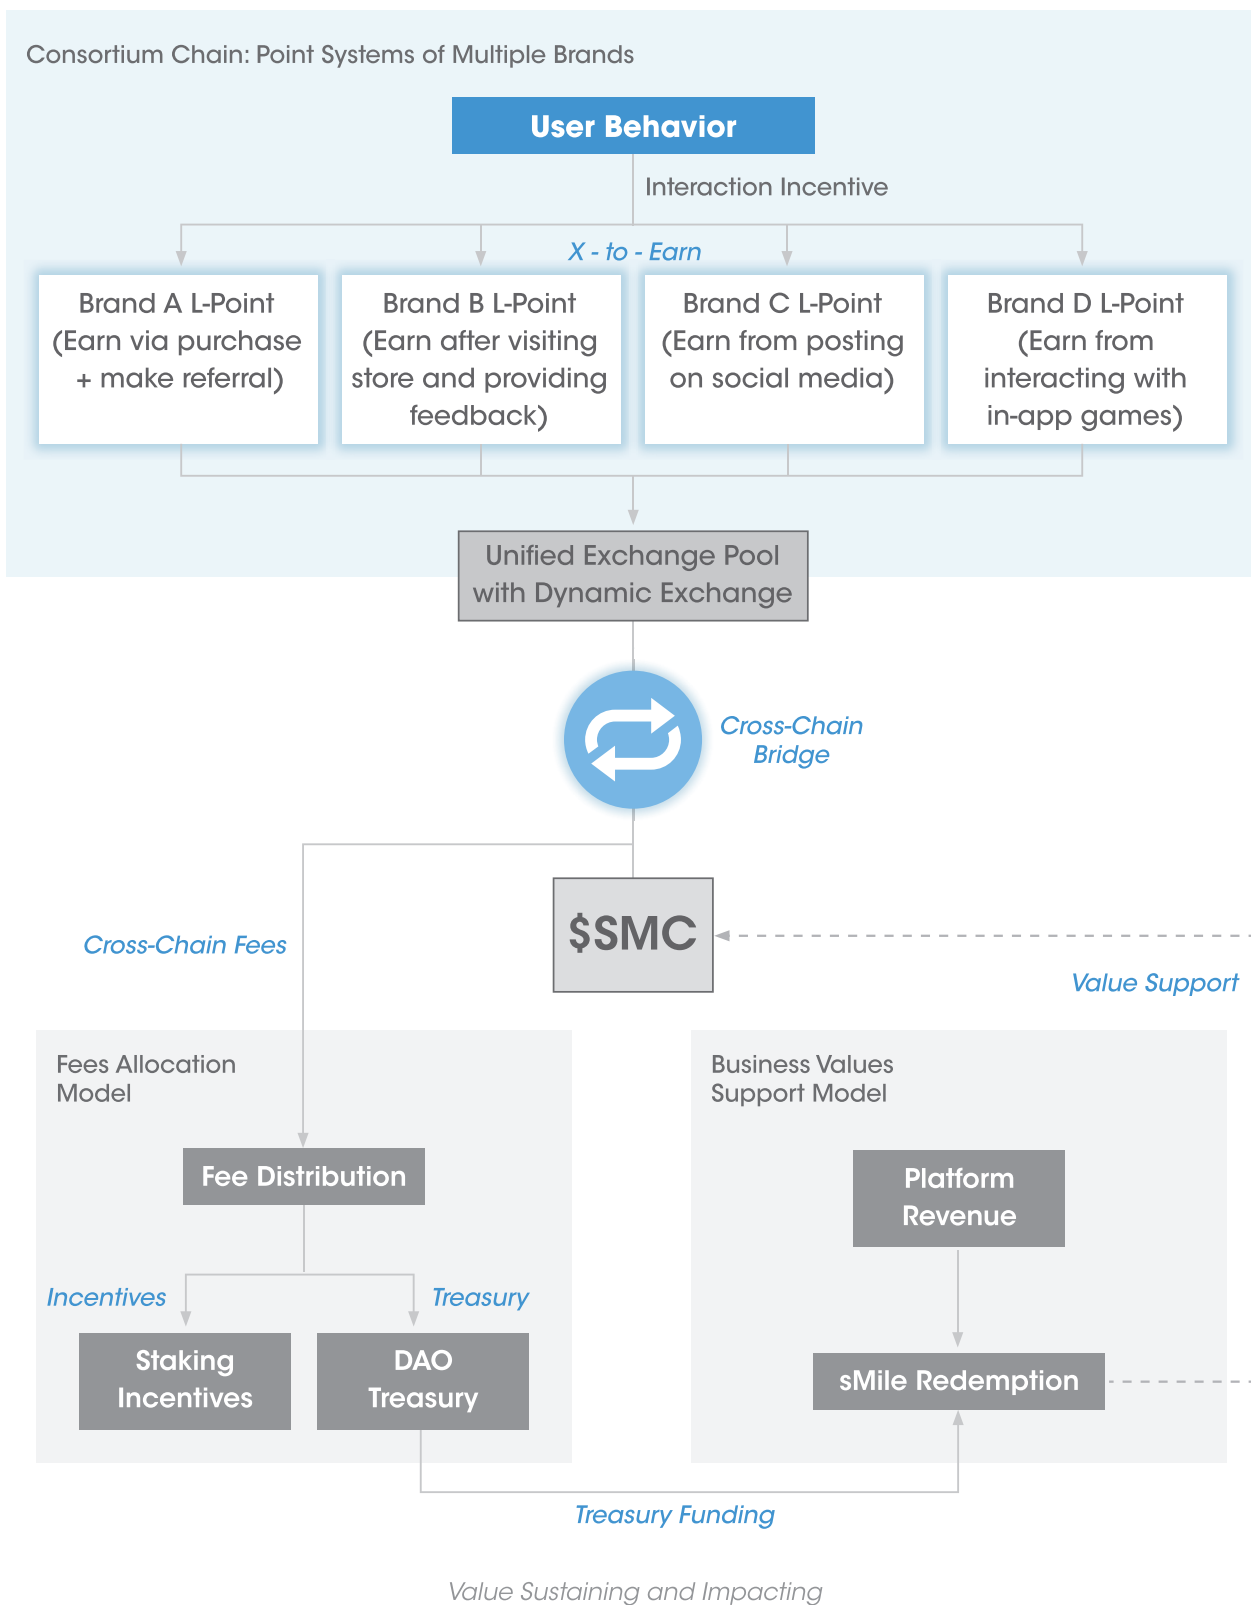 Consortium Chain: Point Systems of Multiple Brands
User Behavior
Interaction Incentive
X - to - Earn
Brand A L-Point
(Earn via purchase
+ make referral)
Brand B L-Point
(Earn after visiting
store and providing
feedback)
Brand C L-Point
(Earn from posting
on social media)
Brand D L-Point
(Earn from
interacting with
in-app games)
Unified Exchange Pool
with Dynamic Exchange
Cross-Chain
Bridge
$SMC
Cross-Chain Fees
Value Support
Fees Allocation
Model
Fee Distribution
Incentives
Treasury
Staking
Incentives
DAO
Treasury
Business Values
Support Model
Platform
Revenue
sMile Redemption
Treasury Funding
Value Sustaining and Impacting